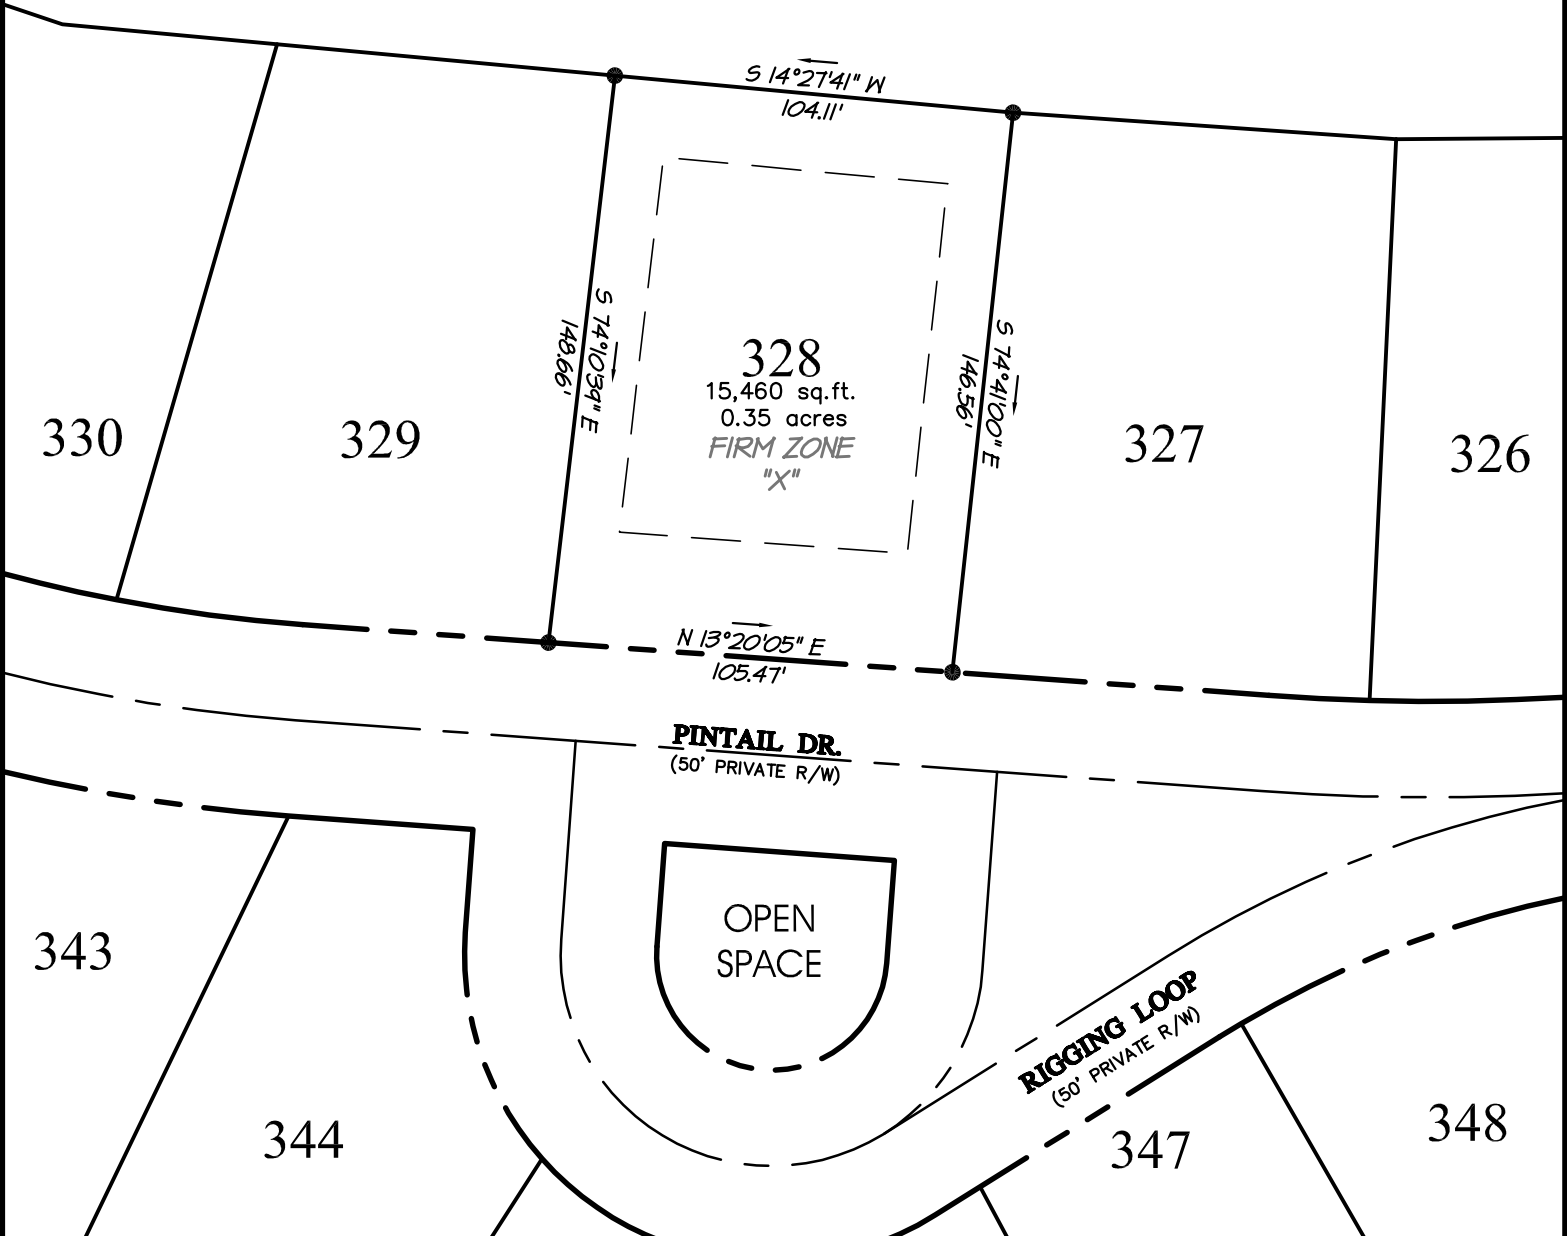 S 14°27'41" W
104.11'
S 74°10'39" E
148.66'
S 74°41'00" E
146.56'
328
15,460 sq.ft.
0.35 acres
FIRM ZONE
"X"
330
329
327
326
N 13°20'05" E
105.47'
PINTAIL DR.
(50' PRIVATE R/W)
OPEN
SPACE
343
RIGGING LOOP
(50' PRIVATE R/W)
344
347
348